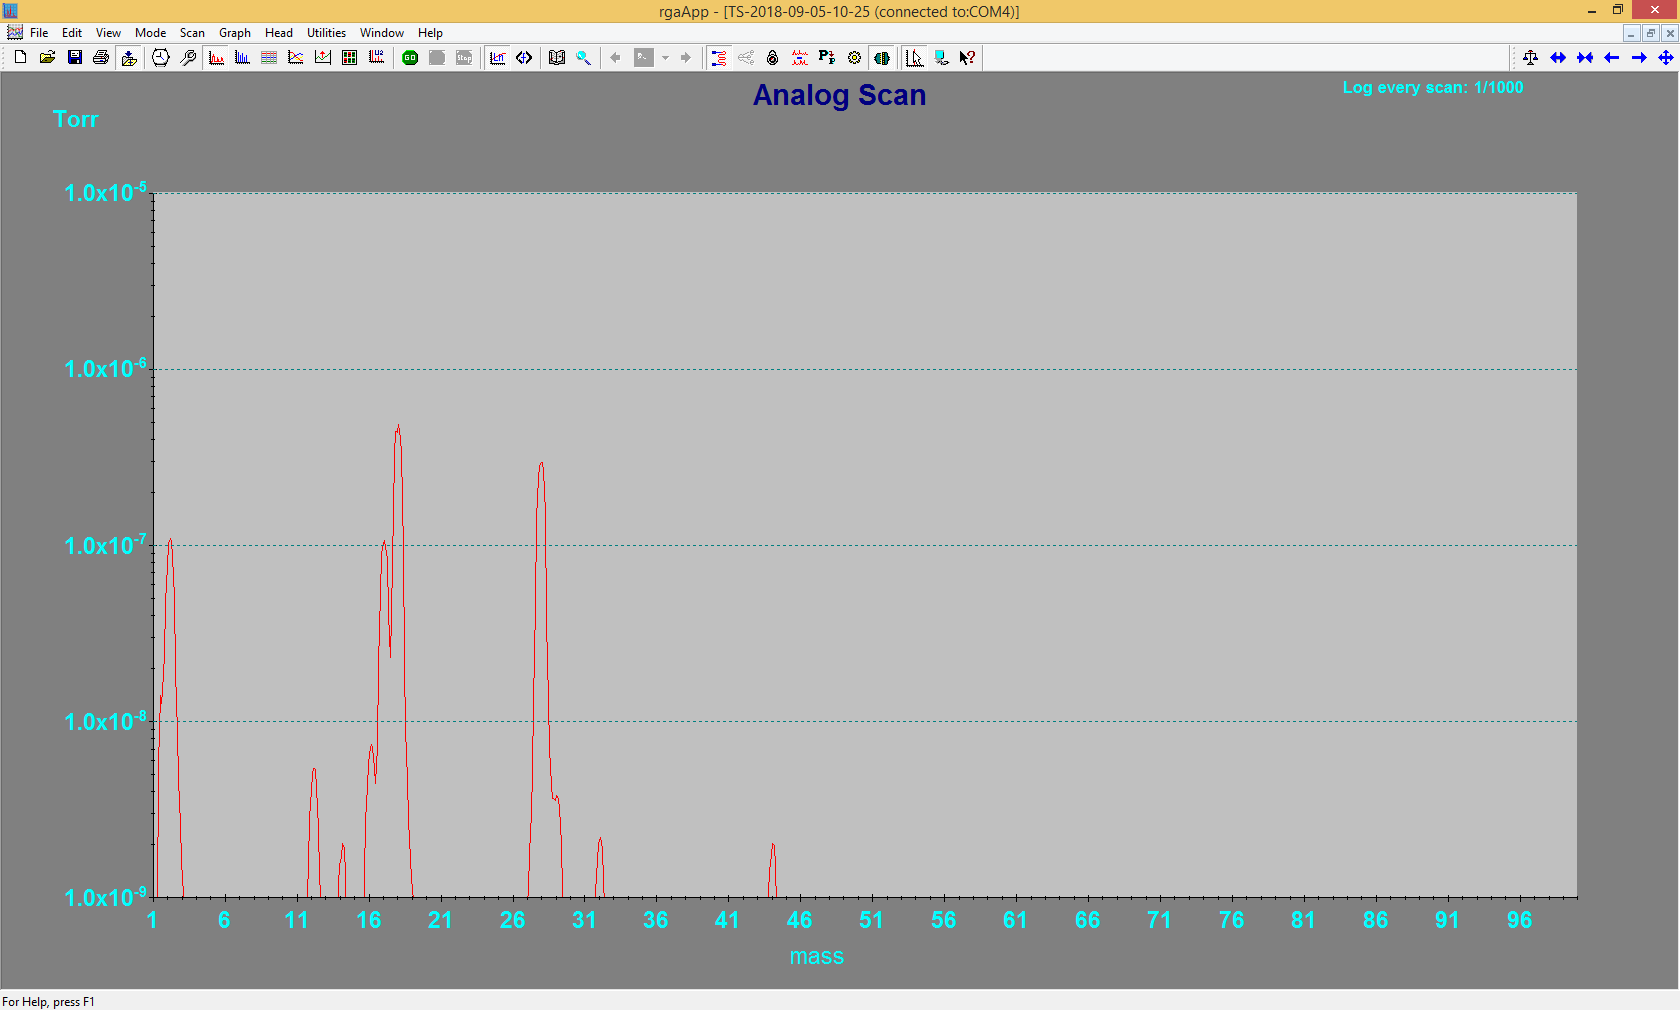 rgaApp - [TS-2018-09-05-10-25 (connected to:COM4)]
File Edit View Mode Scan Graph Head Utilities Window Help
GO Stop
Analog Scan
Log every scan: 1/1000
Torr
1.0x10-5
1.0x10-6
1.0x10-7
1.0x10-8
1.0x10-9
1 6 11 16 21 26 31 36 41 46 51 56 61 66 71 76 81 86 91 96
mass
For Help, press F1